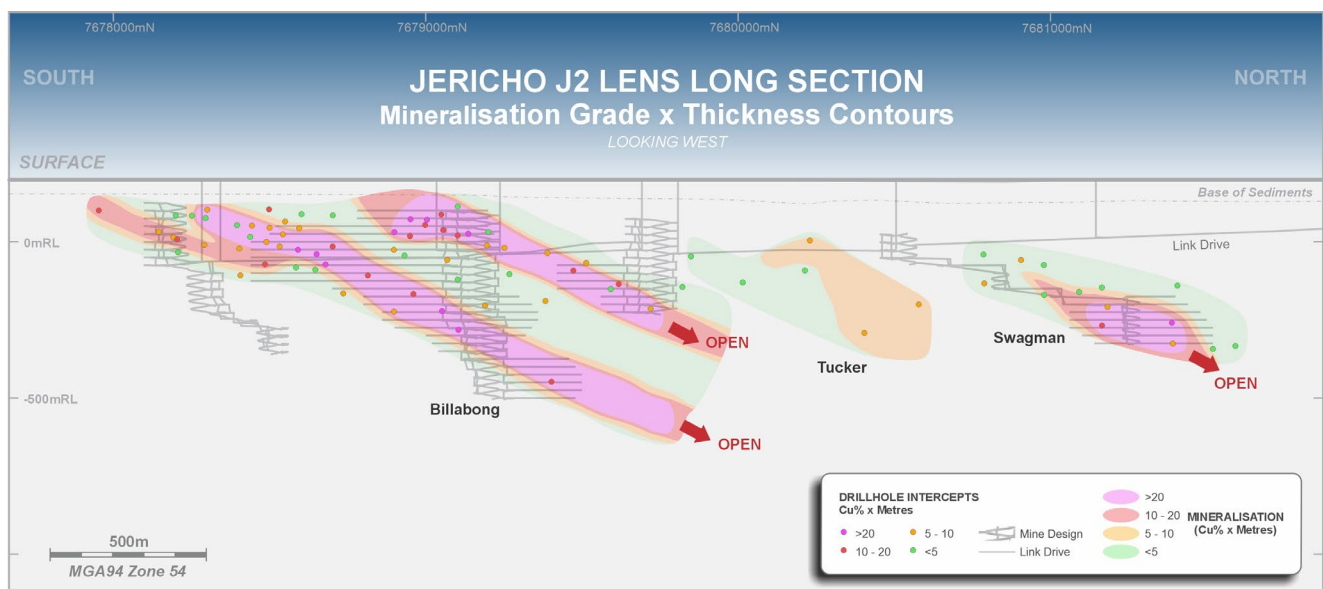 7678000mN 7679000mN 7680000mN 7681000mN
SOUTH
NORTH
JERICHO J2 LENS LONG SECTION
Mineralisation Grade x Thickness Contours
LOOKING WEST
SURFACE
Base of Sediments
0mRL
Link Drive
OPEN
Swagman
Tucker
OPEN
-500mRL
Billabong
OPEN
DRILLHOLE INTERCEPTS
Cu% x Metres
>20
5 - 10
Mine Design
10 - 20
<5
Link Drive
>20
10 - 20
MINERALISATION
(Cu% x Metres)
5 - 10
<5
500m
MGA94 Zone 54